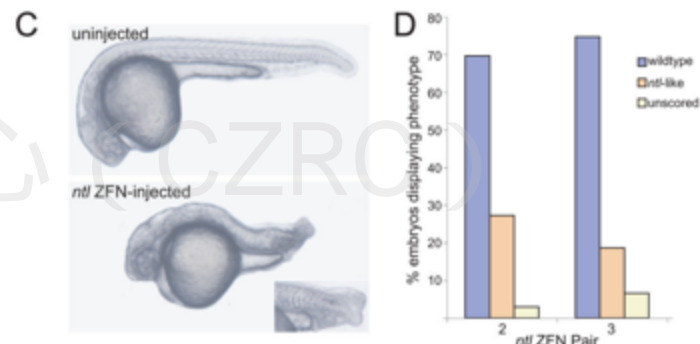 C
uninjected
ntl ZFN-injected
D
% embryos displaying phenotype
80
70
60
50
40
30
20
10
2
3
ntl ZFN Pair
wildtype
ntl-like
unscored
(CZRC)